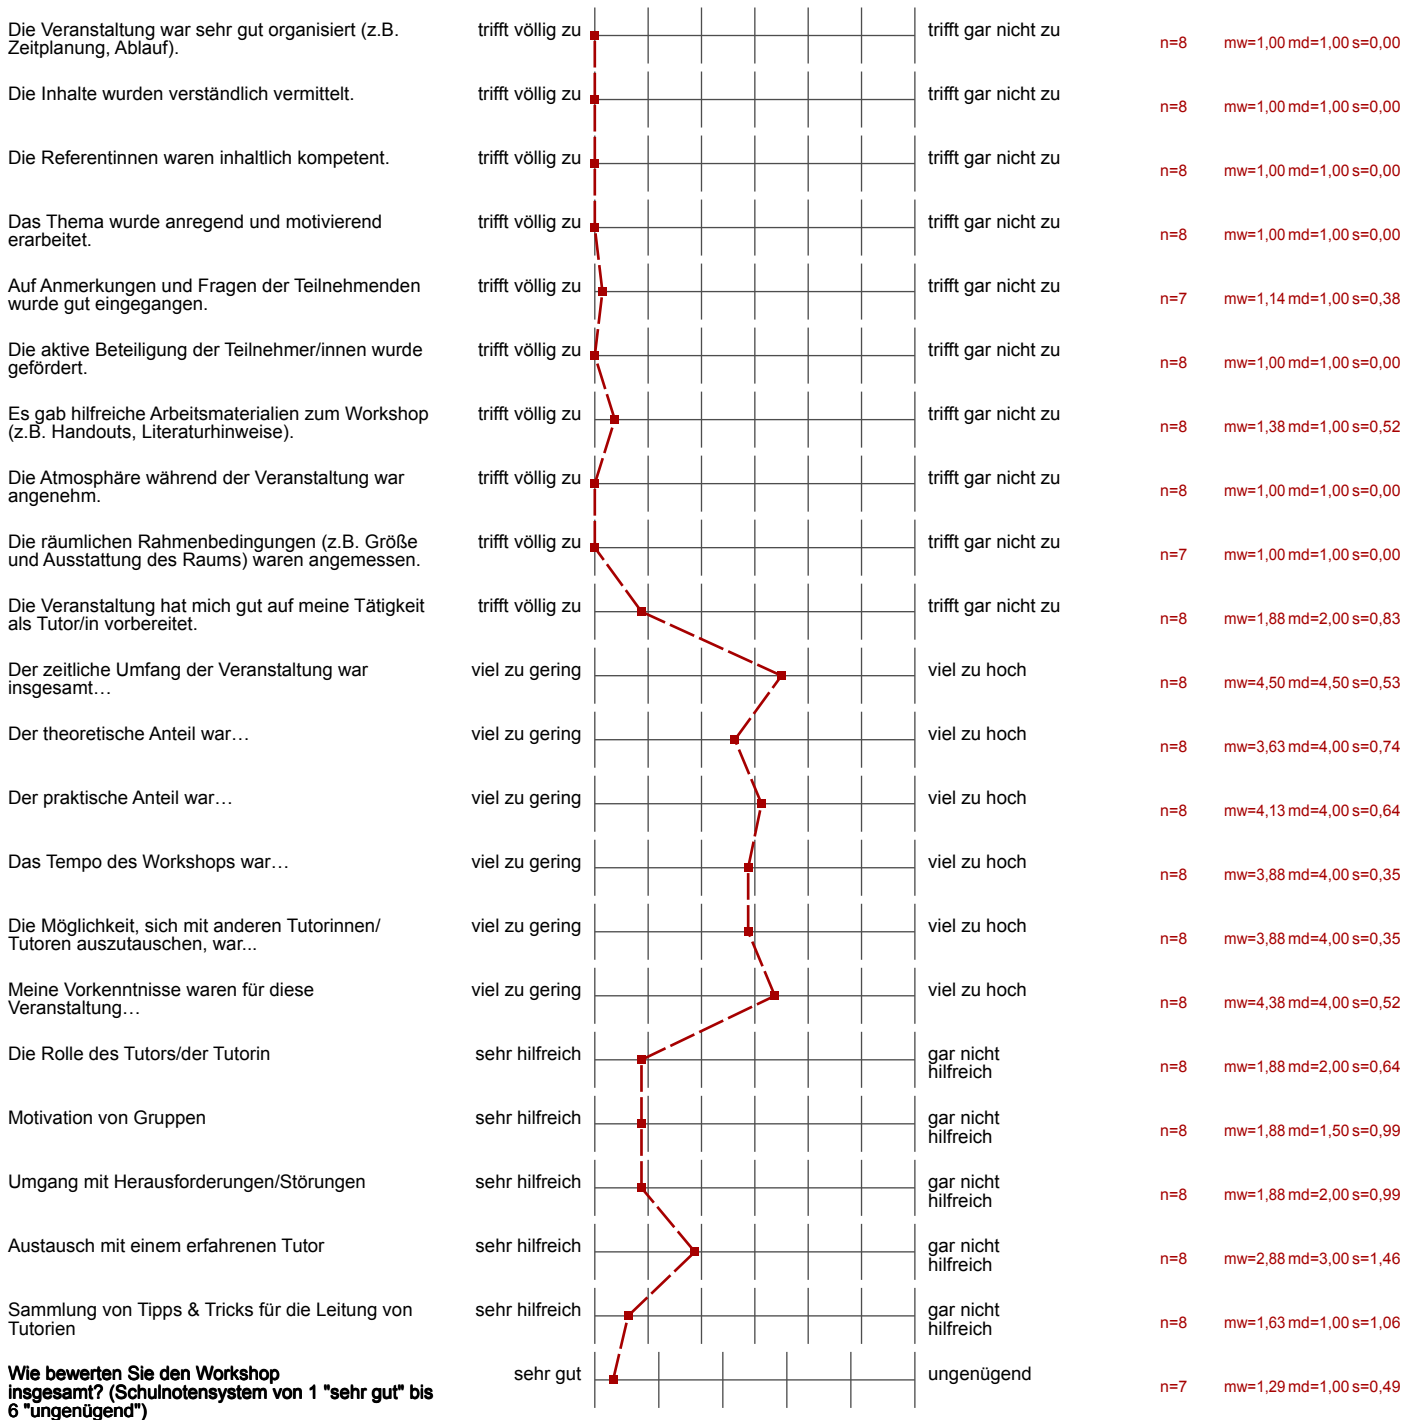 Die Veranstaltung war sehr gut organisiert (z.B.
Zeitplanung, Ablauf).
trifft völlig zu
trifft gar nicht zu
n=8
mw=1,00 md=1,00 s=0,00
Die Inhalte wurden verständlich vermittelt.
trifft völlig zu
trifft gar nicht zu
n=8
mw=1,00 md=1,00 s=0,00
Die Referentinnen waren inhaltlich kompetent.
trifft völlig zu
trifft gar nicht zu
n=8
mw=1,00 md=1,00 s=0,00
Das Thema wurde anregend und motivierend
erarbeitet.
trifft völlig zu
trifft gar nicht zu
n=8
mw=1,00 md=1,00 s=0,00
Auf Anmerkungen und Fragen der Teilnehmenden
wurde gut eingegangen.
trifft völlig zu
trifft gar nicht zu
n=7
mw=1,14 md=1,00 s=0,38
Die aktive Beteiligung der Teilnehmer/innen wurde
gefördert.
trifft völlig zu
trifft gar nicht zu
n=8
mw=1,00 md=1,00 s=0,00
Es gab hilfreiche Arbeitsmaterialien zum Workshop
(z.B. Handouts, Literaturhinweise).
trifft völlig zu
trifft gar nicht zu
n=8
mw=1,38 md=1,00 s=0,52
Die Atmosphäre während der Veranstaltung war
angenehm.
trifft völlig zu
trifft gar nicht zu
n=8
mw=1,00 md=1,00 s=0,00
Die räumlichen Rahmenbedingungen (z.B. Größe
und Ausstattung des Raums) waren angemessen.
trifft völlig zu
trifft gar nicht zu
n=7
mw=1,00 md=1,00 s=0,00
Die Veranstaltung hat mich gut auf meine Tätigkeit
als Tutor/in vorbereitet.
trifft völlig zu
trifft gar nicht zu
n=8
mw=1,88 md=2,00 s=0,83
Der zeitliche Umfang der Veranstaltung war
insgesamt…
viel zu gering
viel zu hoch
n=8
mw=4,50 md=4,50 s=0,53
Der theoretische Anteil war…
viel zu gering
viel zu hoch
n=8
mw=3,63 md=4,00 s=0,74
Der praktische Anteil war…
viel zu gering
viel zu hoch
n=8
mw=4,13 md=4,00 s=0,64
Das Tempo des Workshops war…
viel zu gering
viel zu hoch
n=8
mw=3,88 md=4,00 s=0,35
Die Möglichkeit, sich mit anderen Tutorinnen/
Tutoren auszutauschen, war...
viel zu gering
viel zu hoch
n=8
mw=3,88 md=4,00 s=0,35
Meine Vorkenntnisse waren für diese
Veranstaltung…
viel zu gering
viel zu hoch
n=8
mw=4,38 md=4,00 s=0,52
Die Rolle des Tutors/der Tutorin
sehr hilfreich
gar nicht
hilfreich
n=8
mw=1,88 md=2,00 s=0,64
Motivation von Gruppen
sehr hilfreich
gar nicht
hilfreich
n=8
mw=1,88 md=1,50 s=0,99
Umgang mit Herausforderungen/Störungen
sehr hilfreich
gar nicht
hilfreich
n=8
mw=1,88 md=2,00 s=0,99
Austausch mit einem erfahrenen Tutor
sehr hilfreich
gar nicht
hilfreich
n=8
mw=2,88 md=3,00 s=1,46
Sammlung von Tipps & Tricks für die Leitung von
Tutorien
sehr hilfreich
gar nicht
hilfreich
n=8
mw=1,63 md=1,00 s=1,06
Wie bewerten Sie den Workshop
insgesamt? (Schulnotensystem von 1 "sehr gut" bis
6 "ungenügend")
sehr gut
ungenügend
n=7
mw=1,29 md=1,00 s=0,49